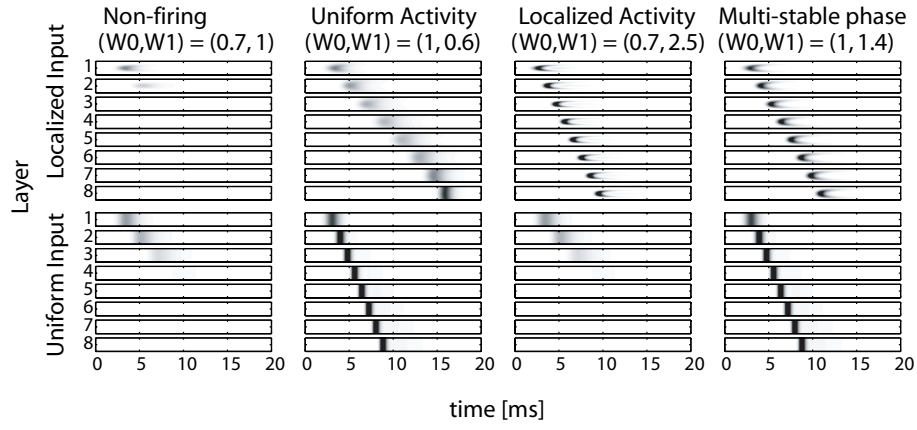 Non-firing
(W0,W1) = (0.7, 1)
Uniform Activity
(W0,W1) = (1, 0.6)
Localized Activity
(W0,W1) = (0.7, 2.5)
Multi-stable phase
(W0,W1) = (1, 1.4)
Layer
Localized Input
1
2
3
4
5
6
7
8
Uniform Input
1
2
3
4
5
6
7
8
0 5 10 15 20
0 5 10 15 20
0 5 10 15 20
0 5 10 15 20
time [ms]